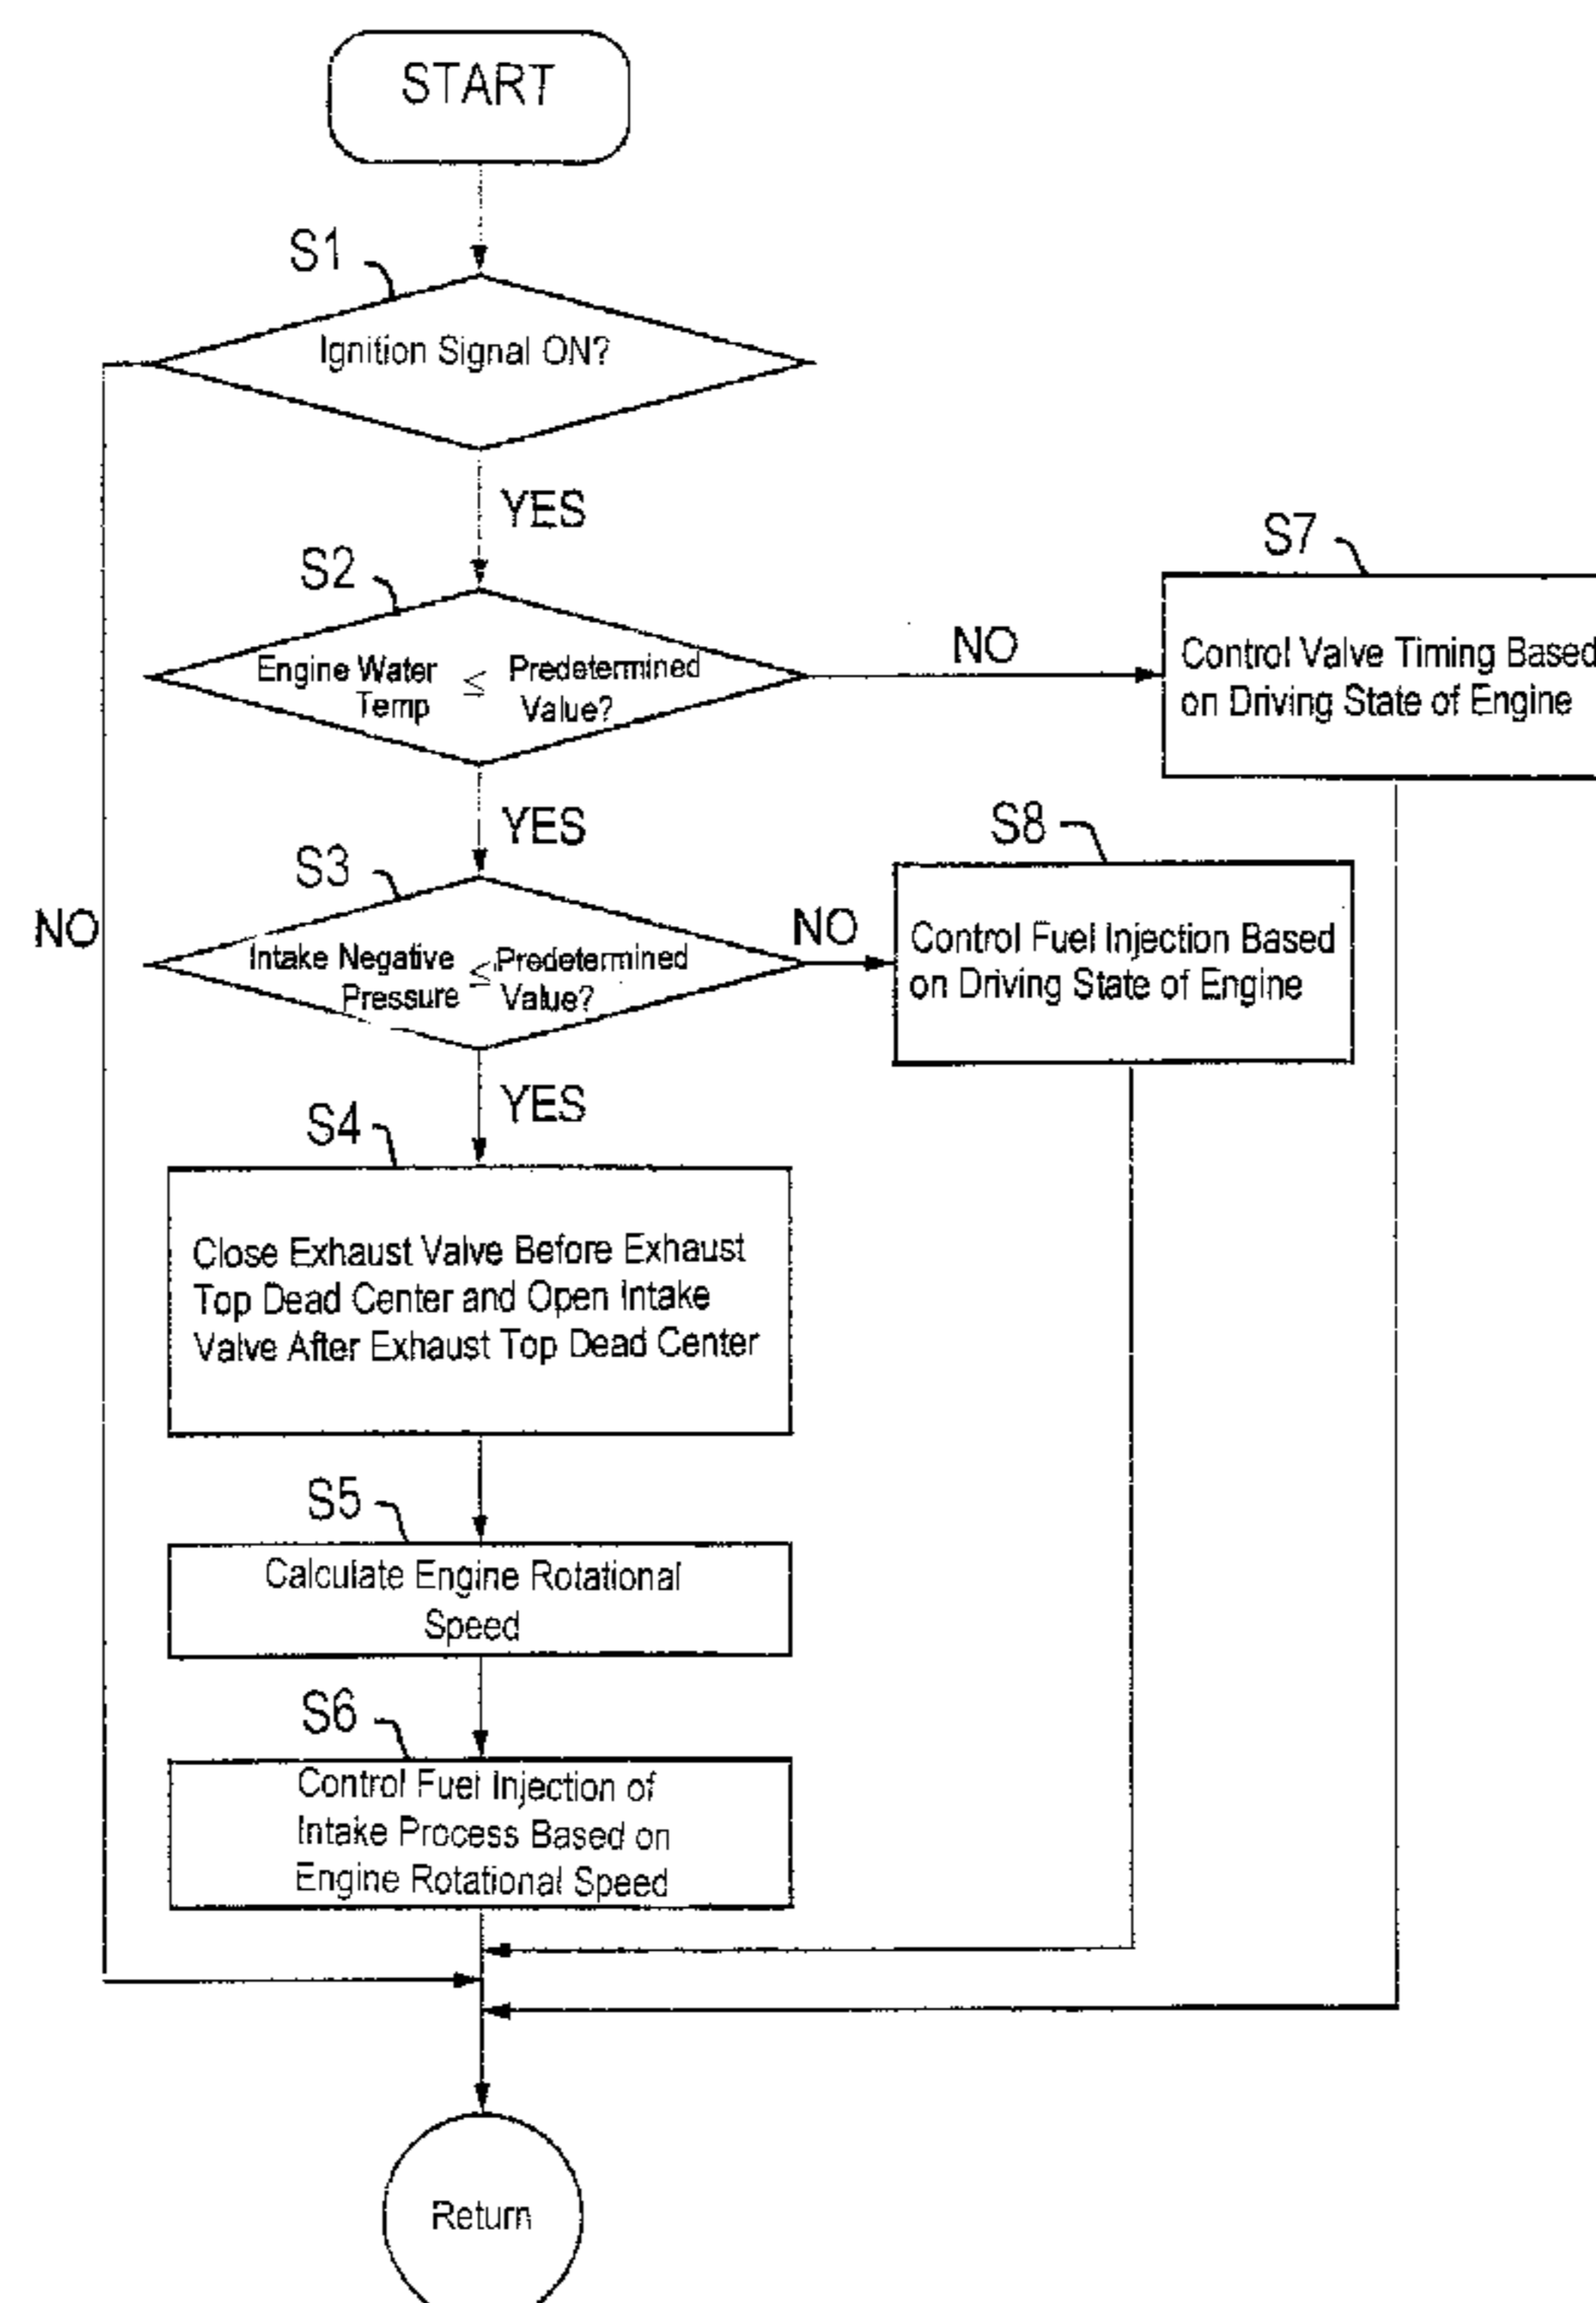 START
S1
Ignition Signal ON?
YES
S2
Engine Water
Temp
≤
Predetermined
Value?
NO
S7
Control Valve Timing Based
on Driving State of Engine
YES
S3
NO
Intake Negative
Pressure
≤
Predetermined
Value?
NO
S8
Control Fuel Injection Based
on Driving State of Engine
YES
S4
Close Exhaust Valve Before Exhaust
Top Dead Center and Open Intake
Valve After Exhaust Top Dead Center
S5
Calculate Engine Rotational
Speed
S6
Control Fuel Injection of
Intake Process Based on
Engine Rotational Speed
Return